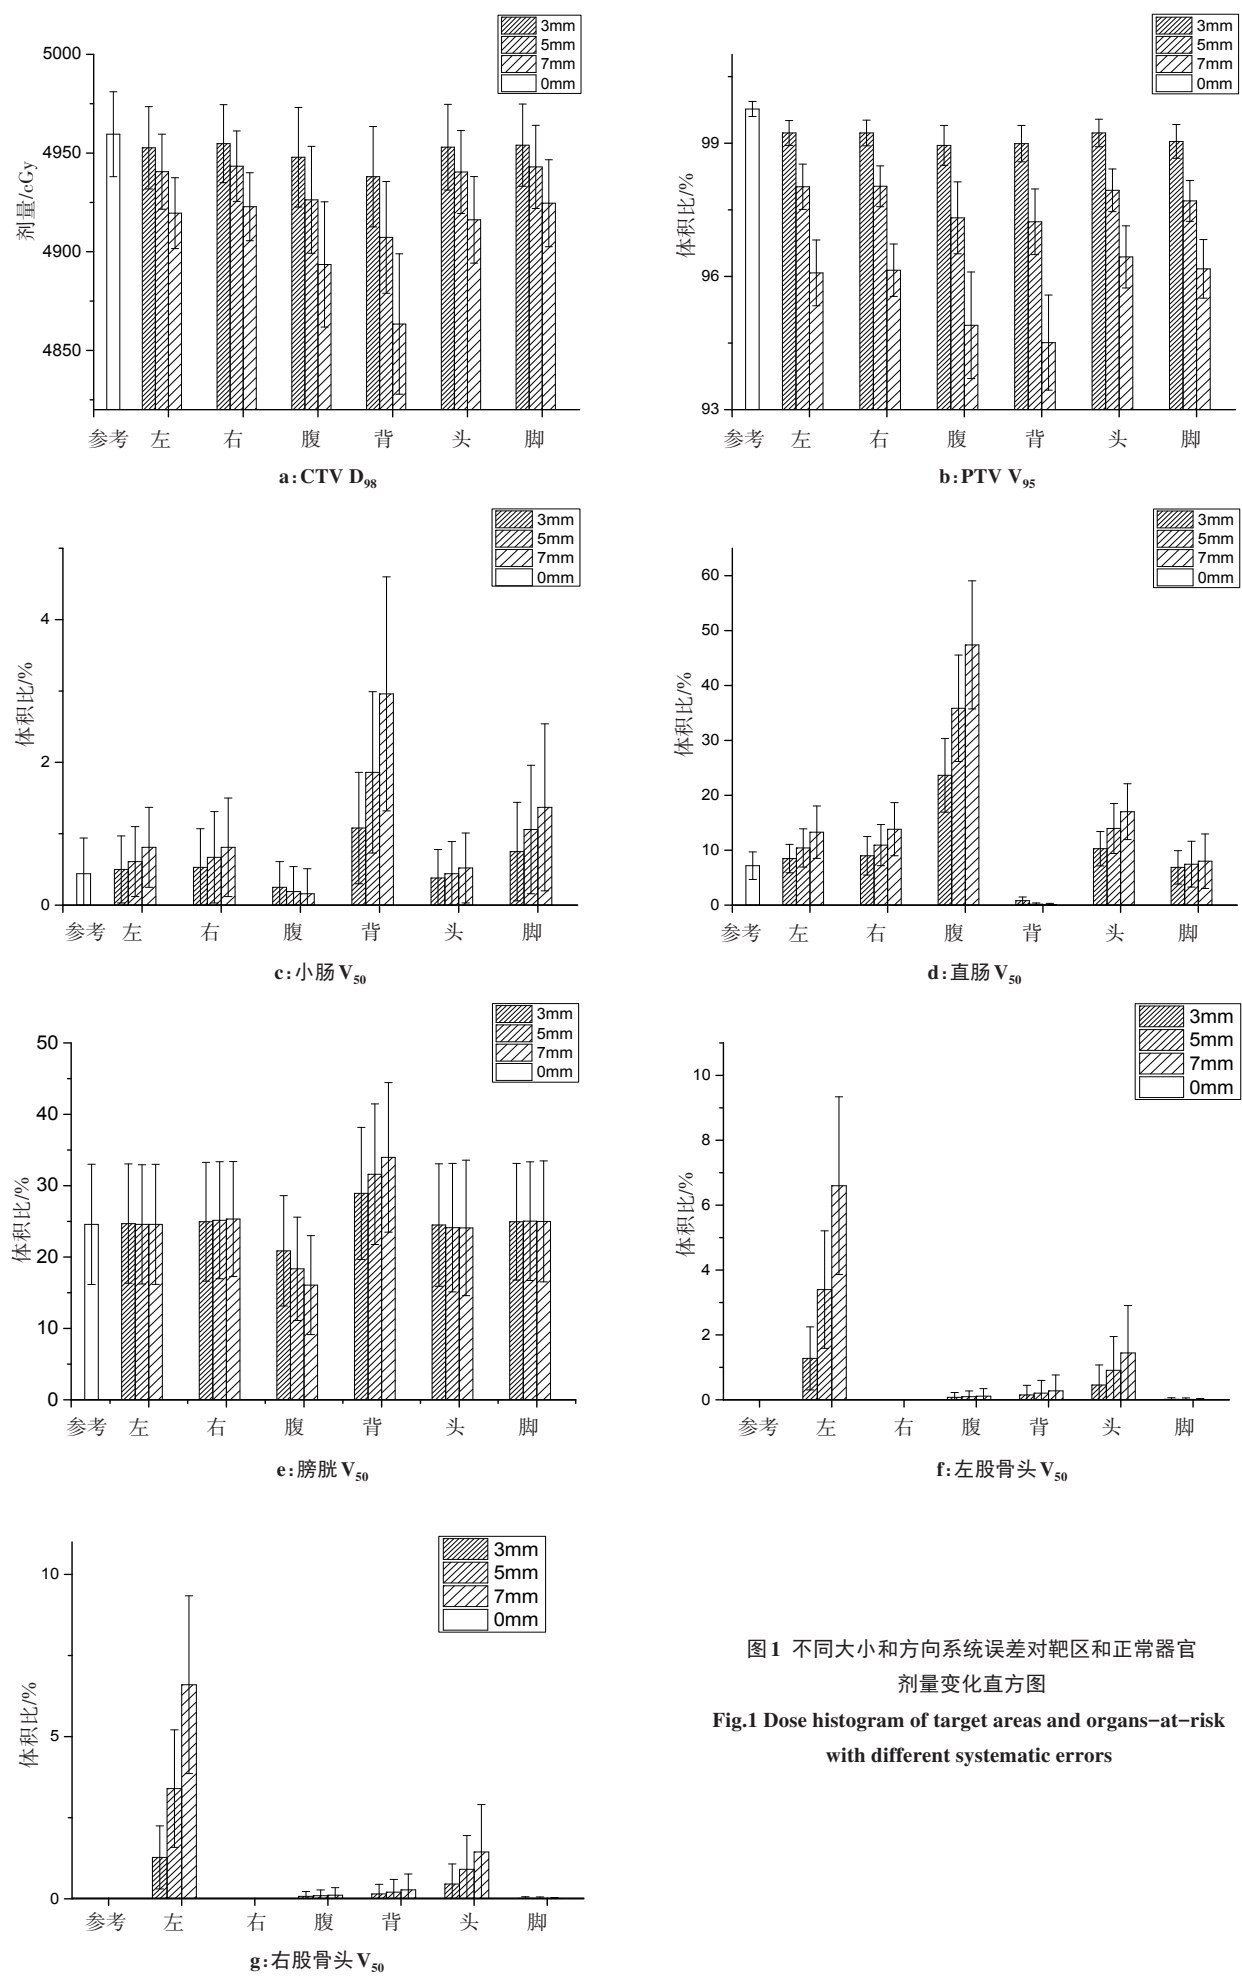 3mm
5mm
7mm
0mm
5000
4950
4900
4850
剂量/cGy
参考 左 右 腹 背 头 脚
a:CTV D98
3mm
5mm
7mm
0mm
99
96
93
体积比/%
参考 左 右 腹 背 头 脚
b:PTV V95
3mm
5mm
7mm
0mm
4
2
0
体积比/%
参考 左 右 腹 背 头 脚
c:小肠 V50
3mm
5mm
7mm
0mm
60
50
40
30
20
10
0
体积比/%
参考 左 右 腹 背 头 脚
d:直肠 V50
3mm
5mm
7mm
0mm
50
40
30
20
10
0
体积比/%
参考 左 右 腹 背 头 脚
e:膀胱 V50
3mm
5mm
7mm
0mm
10
8
6
4
2
0
体积比/%
参考 左 右 腹 背 头 脚
f:左股骨头 V50
3mm
5mm
7mm
0mm
10
5
0
体积比/%
参考 左 右 腹 背 头 脚
g:右股骨头 V50
图1 不同大小和方向系统误差对靶区和正常器官
剂量变化直方图
Fig.1 Dose histogram of target areas and organs-at-risk
with different systematic errors